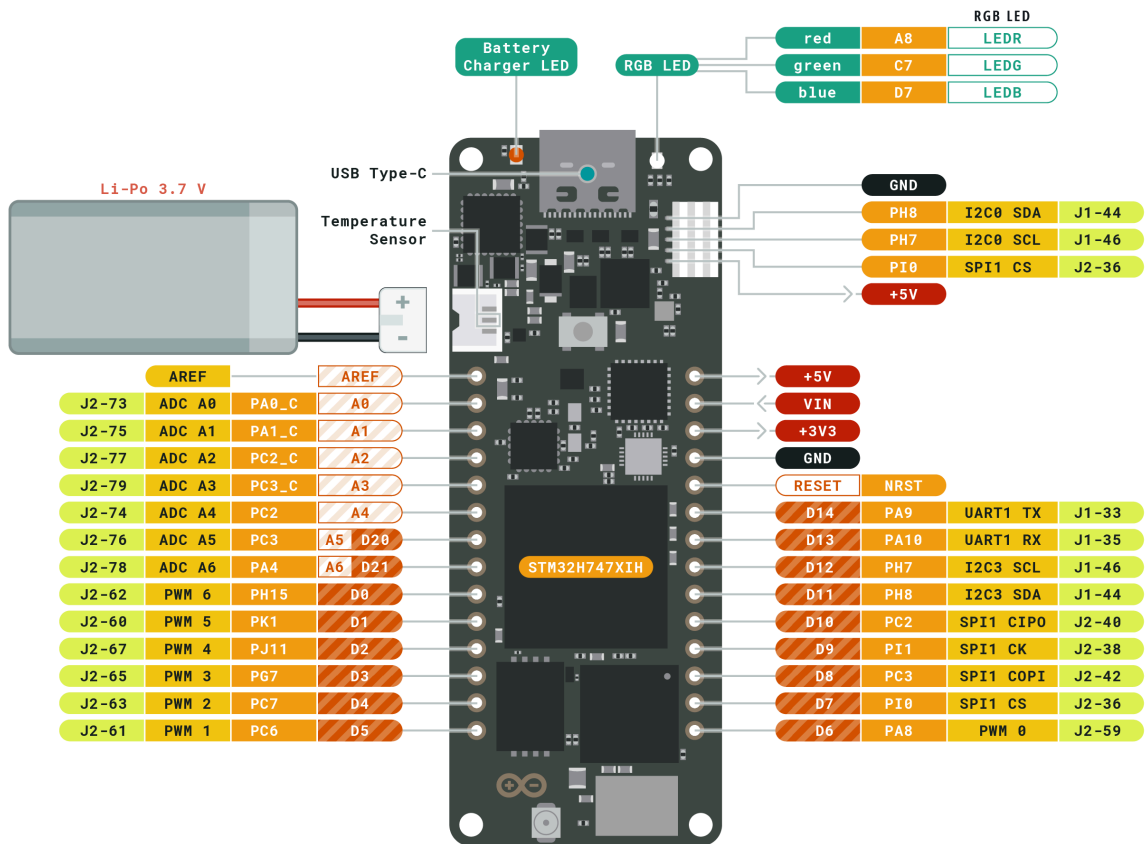 RGB LED
Battery
Charger LED
RGB LED
red A8 LEDR
green C7 LEDG
blue D7 LEDB
USB Type-C
Li-Po 3.7 V
Temperature
Sensor
GND
PH8 I2C0 SDA J1-44
PH7 I2C0 SCL J1-46
PI0 SPI1 CS J2-36
+5V
+
-
AREF AREF
J2-73 ADC A0 PA0_C A0
J2-75 ADC A1 PA1_C A1
J2-77 ADC A2 PC2_C A2
J2-79 ADC A3 PC3_C A3
J2-74 ADC A4 PC2 A4
J2-76 ADC A5 PC3 A5 D20
J2-78 ADC A6 PA4 A6 D21
J2-62 PWM 6 PH15 D0
J2-60 PWM 5 PK1 D1
J2-67 PWM 4 PJ11 D2
J2-65 PWM 3 PG7 D3
J2-63 PWM 2 PC7 D4
J2-61 PWM 1 PC6 D5
STM32H747XIH
+5V
VIN
+3V3
GND
RESET NRST
D14 PA9 UART1 TX J1-33
D13 PA10 UART1 RX J1-35
D12 PH7 I2C3 SCL J1-46
D11 PH8 I2C3 SDA J1-44
D10 PC2 SPI1 CIPO J2-40
D9 PI1 SPI1 CK J2-38
D8 PC3 SPI1 COPI J2-42
D7 PI0 SPI1 CS J2-36
D6 PA8 PWM 0 J2-59